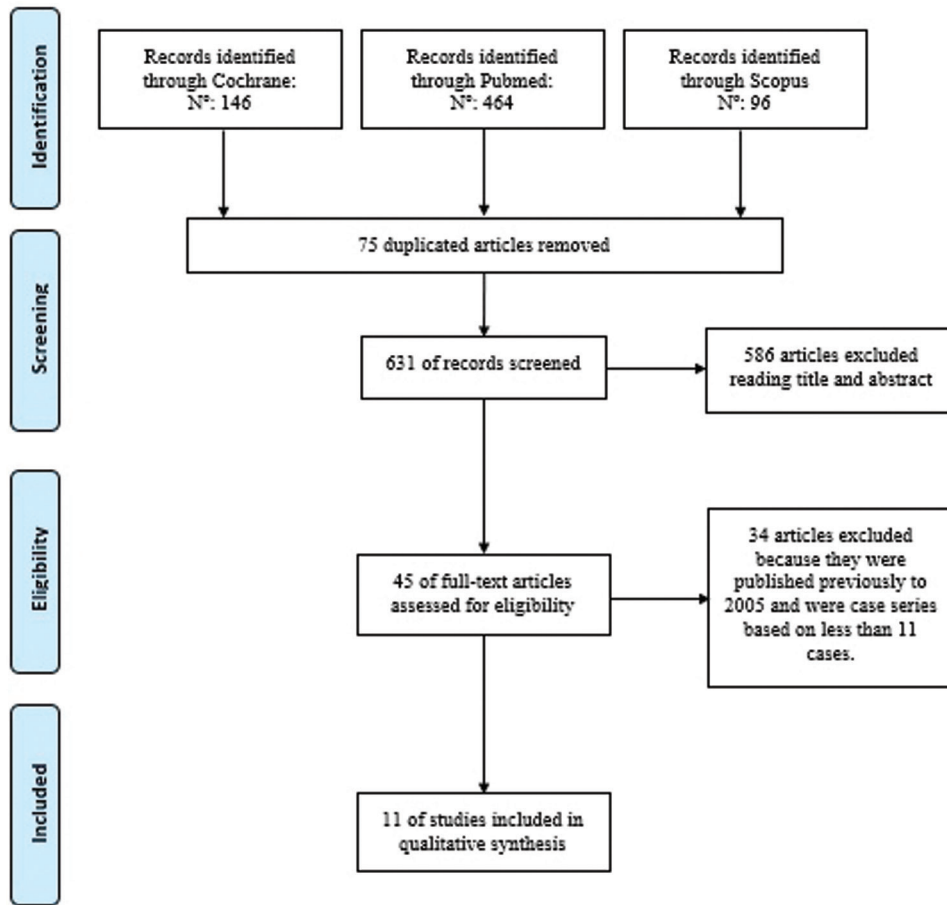 Identification
Records identified
through Cochrane:
N°: 146
Records identified
through Pubmed:
N°: 464
Records identified
through Scopus
N°: 96
75 duplicated articles removed
Screening
631 of records screened
586 articles excluded
reading title and abstract
Eligibility
45 of full-text articles
assessed for eligibility
34 articles excluded
because they were
published previously to
2005 and were case series
based on less than 11
cases.
Included
11 of studies included in
qualitative synthesis